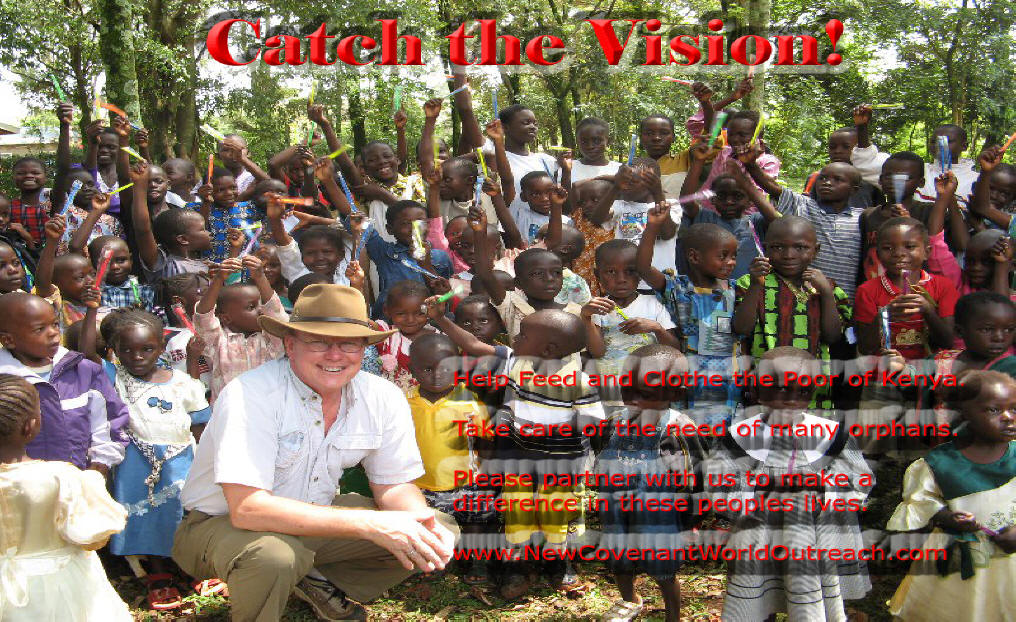 Catch the Vision!
Help Feed and Clothe the Poor of Kenya.
Take care of the need of many orphans.
Please partner with us to make a
difference in these peoples lives.
www.NewCovenantWorldOutreach.com